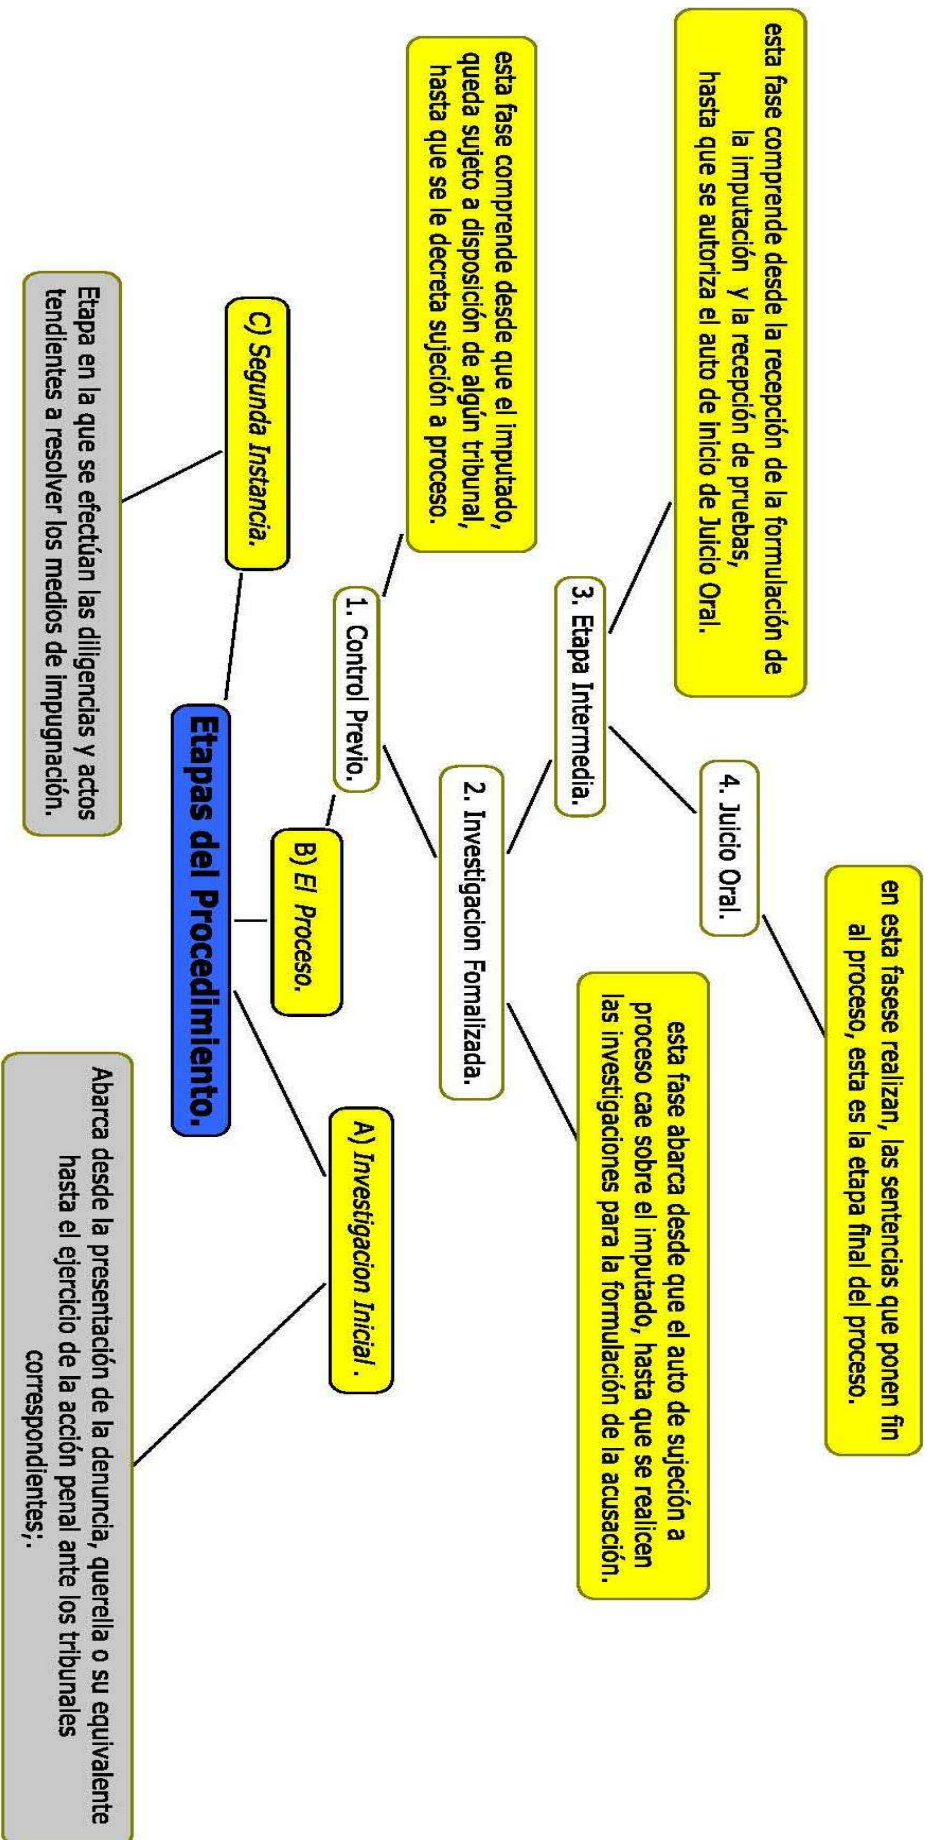 esta fase comprende desde la recepción de la formulación de
la imputación y la recepción de pruebas,
hasta que se autoriza el auto de inicio de Juicio Oral.
en esta fasese realizan, las sentencias que ponen fin
al proceso, esta es la etapa final del proceso.
4. Juicio Oral.
3. Etapa Intermedia.
esta fase comprende desde que el imputado,
queda sujeto a disposición de algún tribunal,
hasta que se le decreta sujeción a proceso.
esta fase abarca desde que el auto de sujeción a
proceso cae sobre el imputado, hasta que se realicen
las investigaciones para la formulación de la acusación.
2. Investigacion Fomalizada.
1. Control Previo.
C) Segunda Instancia.
B) El Proceso.
A) Investigacion Inicial .
Etapas del Procedimiento.
Etapa en la que se efectúan las diligencias y actos
tendientes a resolver los medios de impugnación.
Abarca desde la presentación de la denuncia, querella o su equivalente
hasta el ejercicio de la acción penal ante los tribunales
correspondientes;.